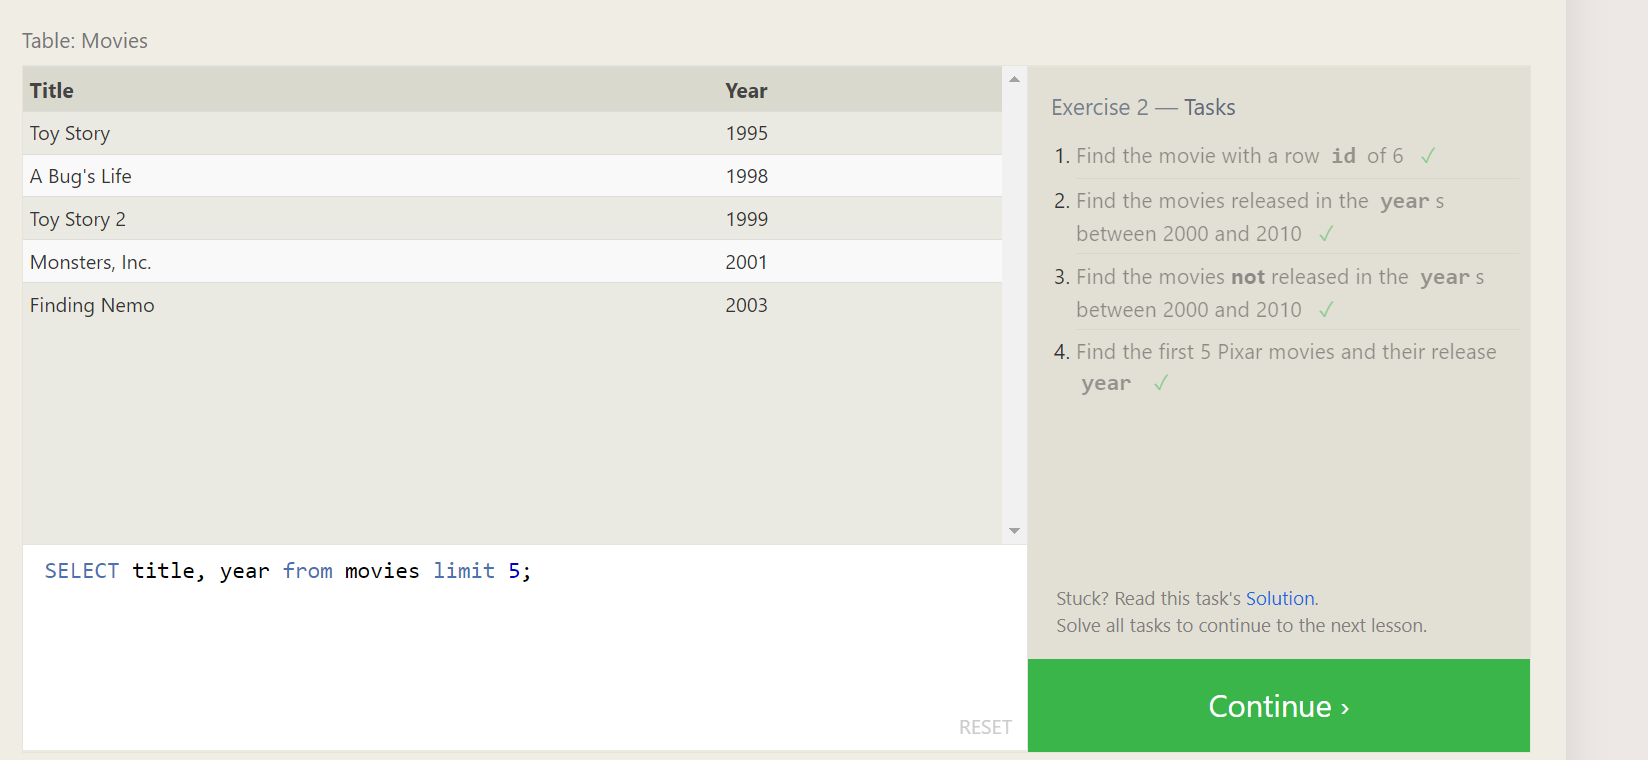 Table: Movies
Title Year
Toy Story 1995
A Bug's Life 1998
Toy Story 2 1999
Monsters, Inc. 2001
Finding Nemo 2003
SELECT title, year from movies limit 5;
RESET
Exercise 2 — Tasks
1. Find the movie with a row id of 6 ✓
2. Find the movies released in the year s
between 2000 and 2010 ✓
3. Find the movies not released in the year s
between 2000 and 2010 ✓
4. Find the first 5 Pixar movies and their release
year ✓
Stuck? Read this task's Solution.
Solve all tasks to continue to the next lesson.
Continue ›